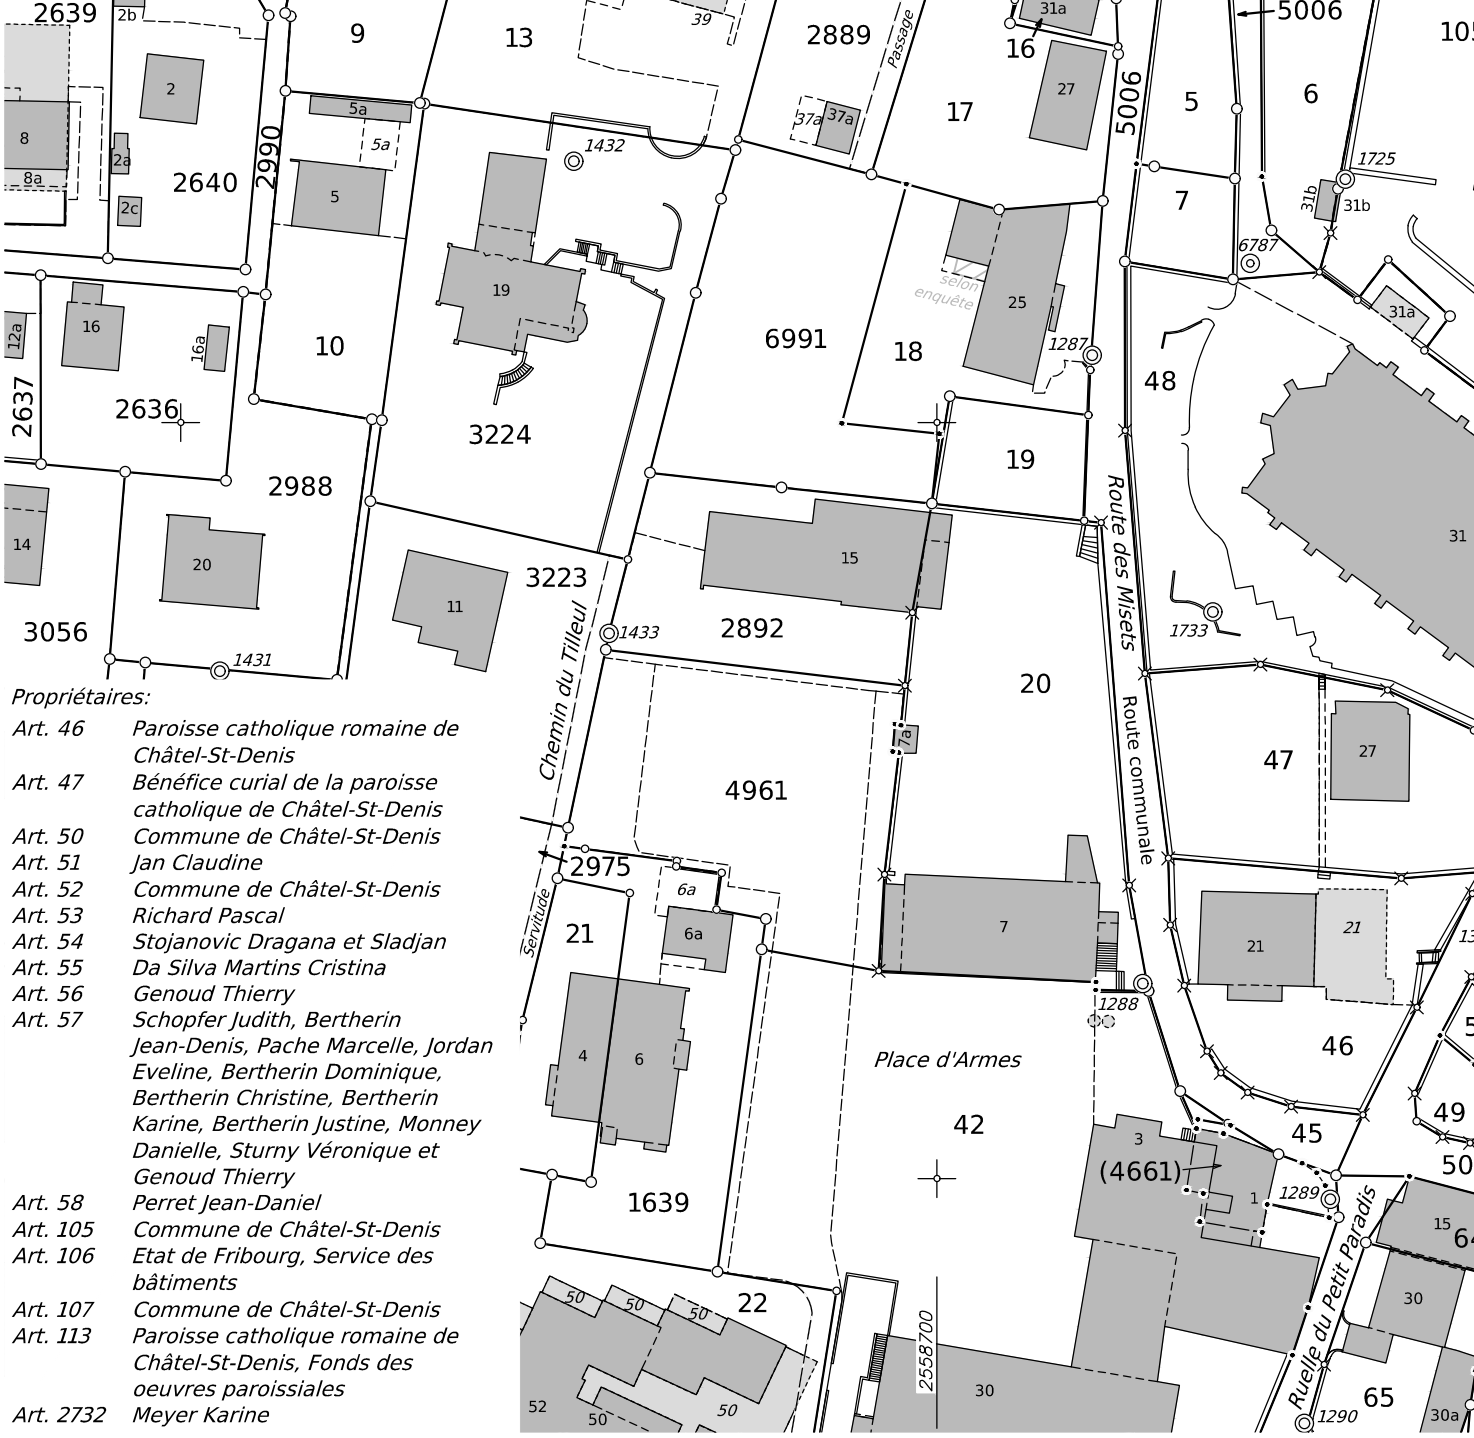 2639
2b
9
13
39
2889
Passage
31a
16
5006
5006
105
2
5a
5a
37a
37a
27
17
5
6
8
2a
8a
2640
2990
1432
1725
2c
5
7
31b
31b
6787
19
selon
enquête
25
31a
12a
16
16a
10
6991
18
1287
48
2637
2636
3224
19
2988
Route des Misets
31
14
20
15
3223
11
1433
2892
1733
3056
1431
Chemin du Tilleul
20
Route communale
7a
47
27
4961
2975
6a
6a
21
Servitude
7
21
21
13
1288
4
6
Place d'Armes
46
5
49
42
45
3
(4661)
1
1289
50
1639
15
64
Ruelle du Petit Paradis
22
50
50
50
30
2558700
30
65
52
50
50
1290
30a
Propriétaires:
Art. 46 Paroisse catholique romaine de
Châtel-St-Denis
Art. 47 Bénéfice curial de la paroisse
catholique de Châtel-St-Denis
Art. 50 Commune de Châtel-St-Denis
Art. 51 Jan Claudine
Art. 52 Commune de Châtel-St-Denis
Art. 53 Richard Pascal
Art. 54 Stojanovic Dragana et Sladjan
Art. 55 Da Silva Martins Cristina
Art. 56 Genoud Thierry
Art. 57 Schopfer Judith, Bertherin
Jean-Denis, Pache Marcelle, Jordan
Eveline, Bertherin Dominique,
Bertherin Christine, Bertherin
Karine, Bertherin Justine, Monney
Danielle, Sturny Véronique et
Genoud Thierry
Art. 58 Perret Jean-Daniel
Art. 105 Commune de Châtel-St-Denis
Art. 106 Etat de Fribourg, Service des
bâtiments
Art. 107 Commune de Châtel-St-Denis
Art. 113 Paroisse catholique romaine de
Châtel-St-Denis, Fonds des
oeuvres paroissiales
Art. 2732 Meyer Karine